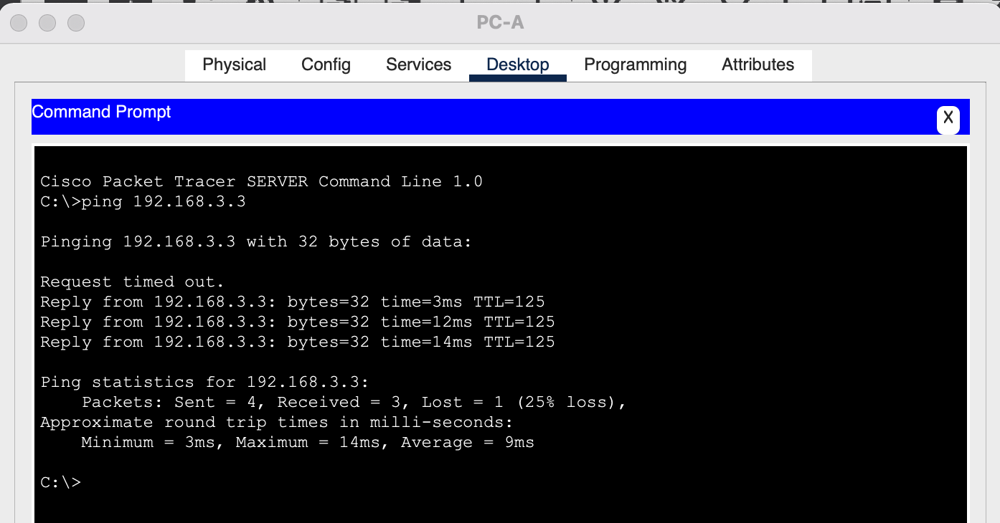 PC-A
Physical Config Services Desktop Programming Attributes
Command Prompt
X
Cisco Packet Tracer SERVER Command Line 1.0
C:\>ping 192.168.3.3
Pinging 192.168.3.3 with 32 bytes of data:
Request timed out.
Reply from 192.168.3.3: bytes=32 time=3ms TTL=125
Reply from 192.168.3.3: bytes=32 time=12ms TTL=125
Reply from 192.168.3.3: bytes=32 time=14ms TTL=125
Ping statistics for 192.168.3.3:
    Packets: Sent = 4, Received = 3, Lost = 1 (25% loss),
Approximate round trip times in milli-seconds:
    Minimum = 3ms, Maximum = 14ms, Average = 9ms
C:\>